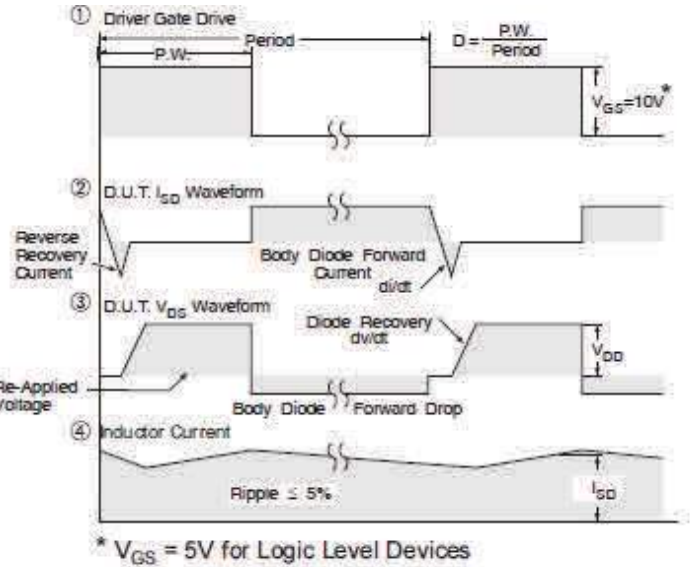 ① Driver Gate Drive
Period
P.W.
D = P.W. / Period
V_GS=10V*
② D.U.T. I_SD Waveform
Reverse
Recovery
Current
Body Diode Forward
Current
di/dt
③ D.U.T. V_DS Waveform
Diode Recovery
dv/dt
V_DD
Re-Applied
Voltage
Body Diode
Forward Drop
④ Inductor Current
Ripple ≤ 5%
I_SD
* V_GS = 5V for Logic Level Devices